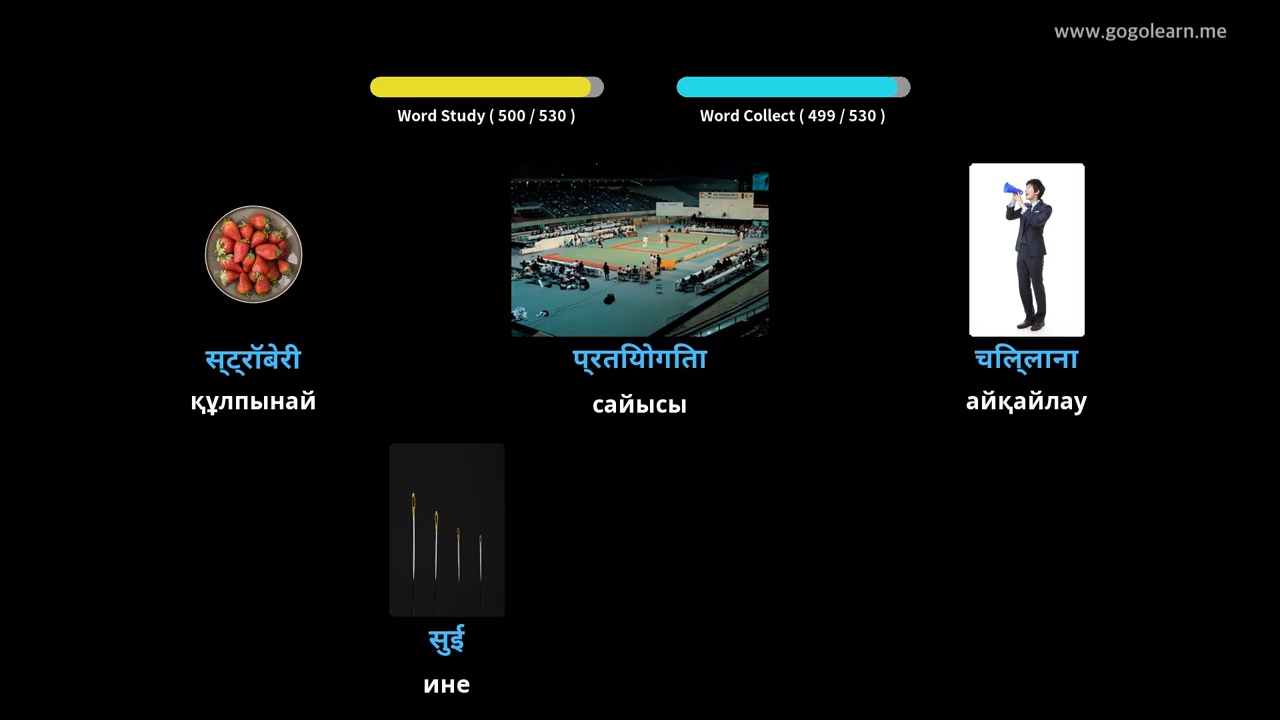 www.gogolearn.me
Word Study ( 500 / 530 )
Word Collect ( 499 / 530 )
स्ट्रॉबेरी
प्रतियोगिता
चिल्लाना
құлпынай
сайысы
айқайлау
सुई
ине